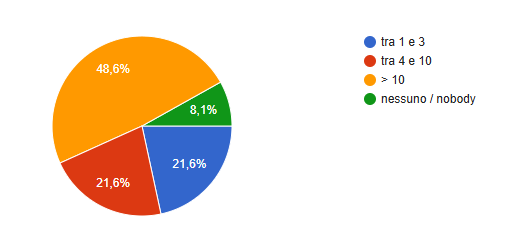 48,6%
8,1%
21,6%
21,6%
tra 1 e 3
tra 4 e 10
> 10
nessuno / nobody